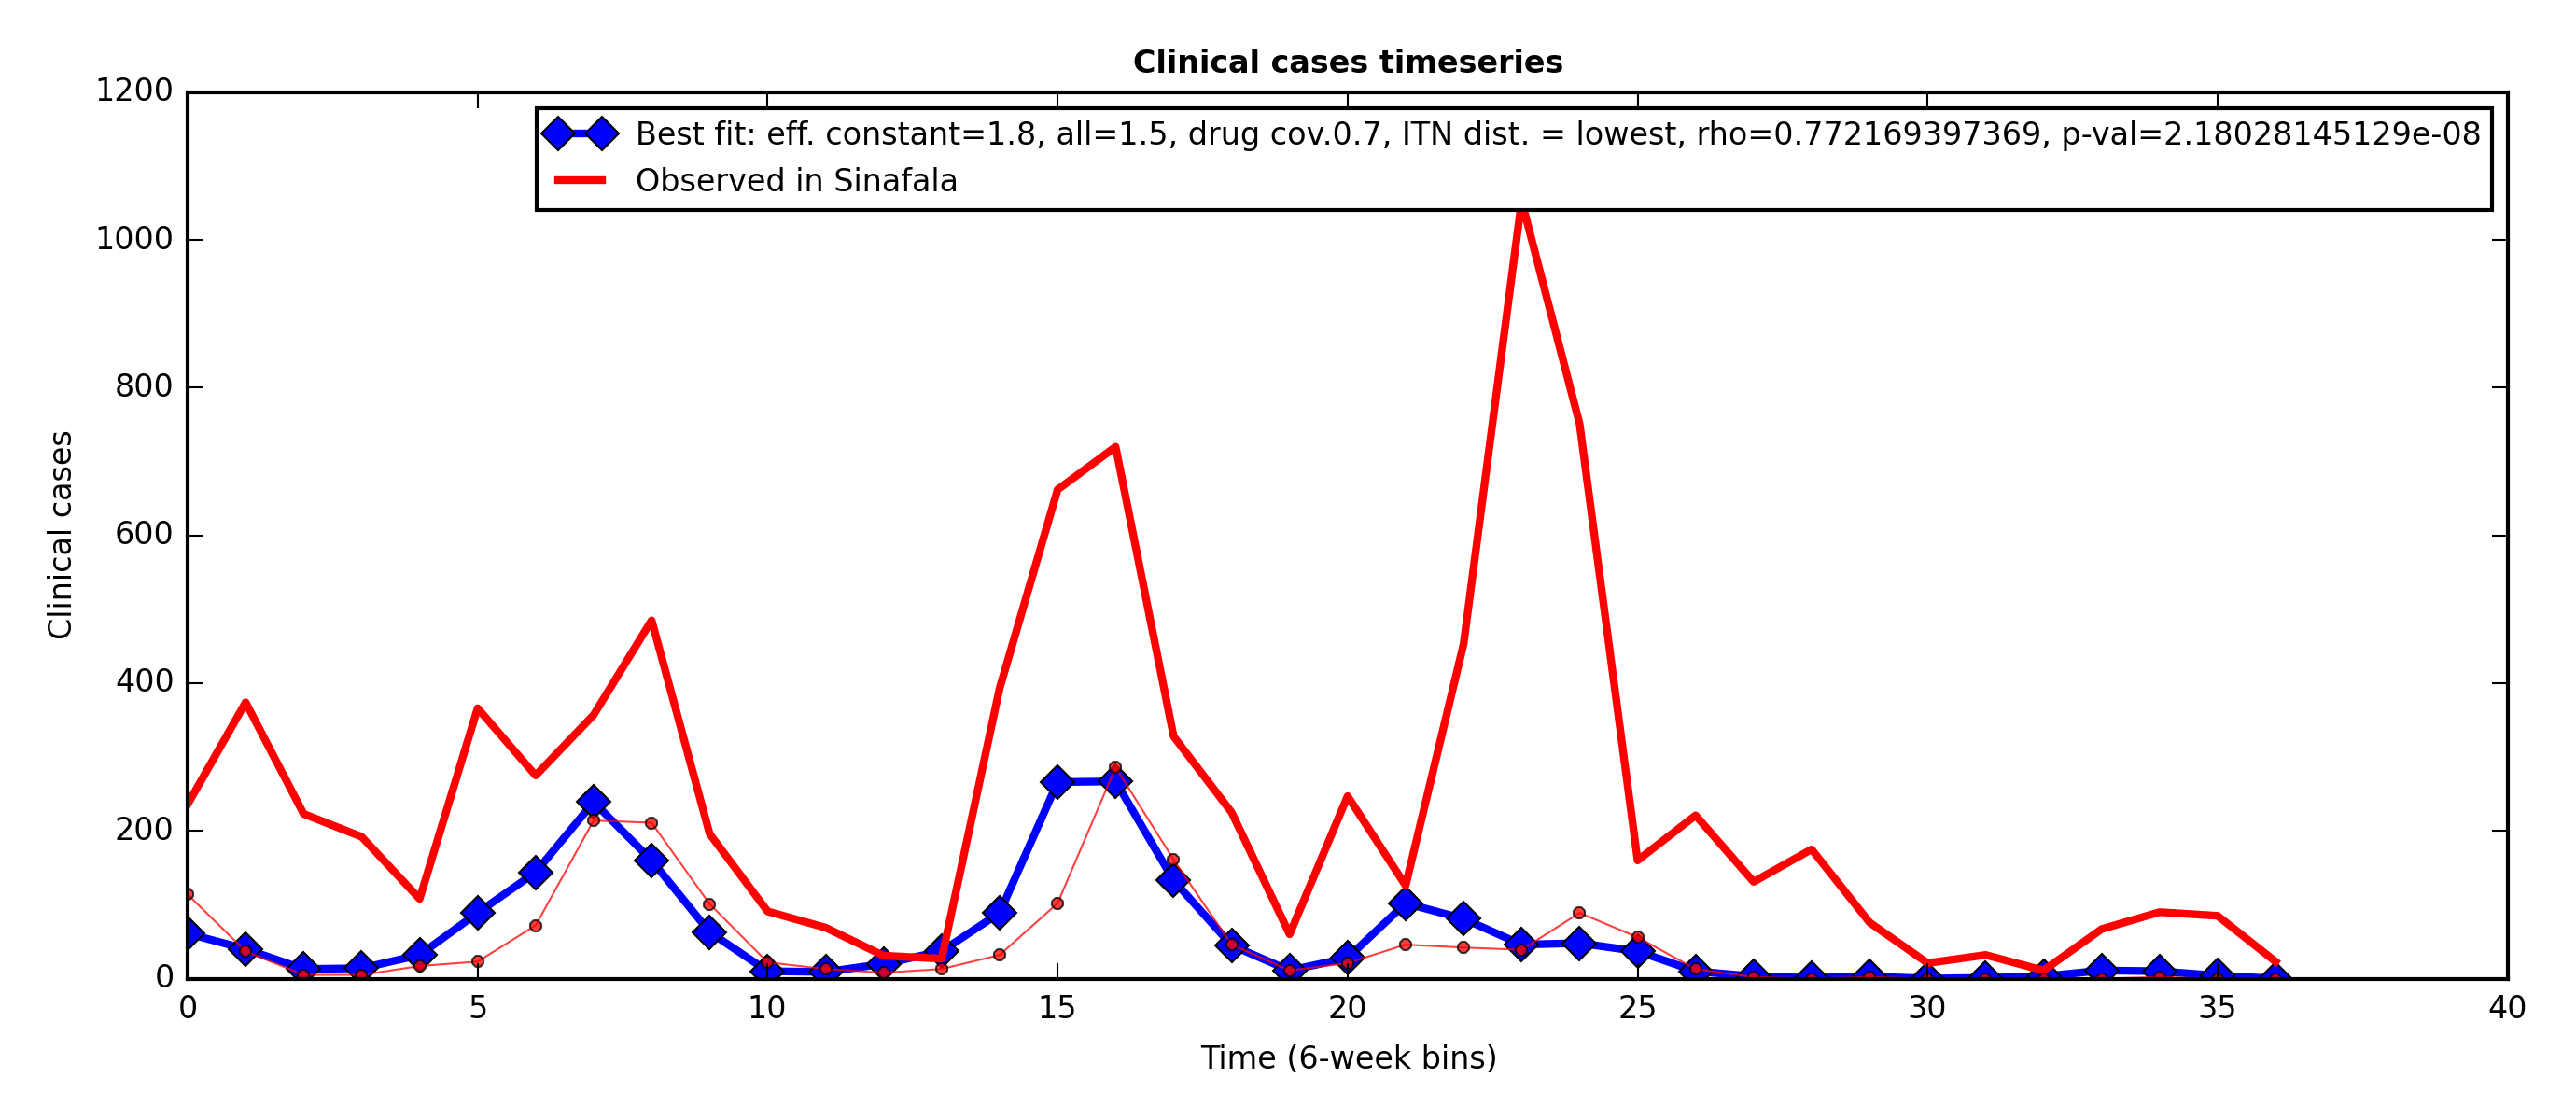 Clinical cases timeseries
Best fit: eff. constant=1.8, all=1.5, drug cov.0.7, ITN dist. = lowest, rho=0.772169397369, p-val=2.18028145129e-08
Observed in Sinafala
1200
1000
800
600
400
200
0
Clinical cases
0 5 10 15 20 25 30 35 40
Time (6-week bins)